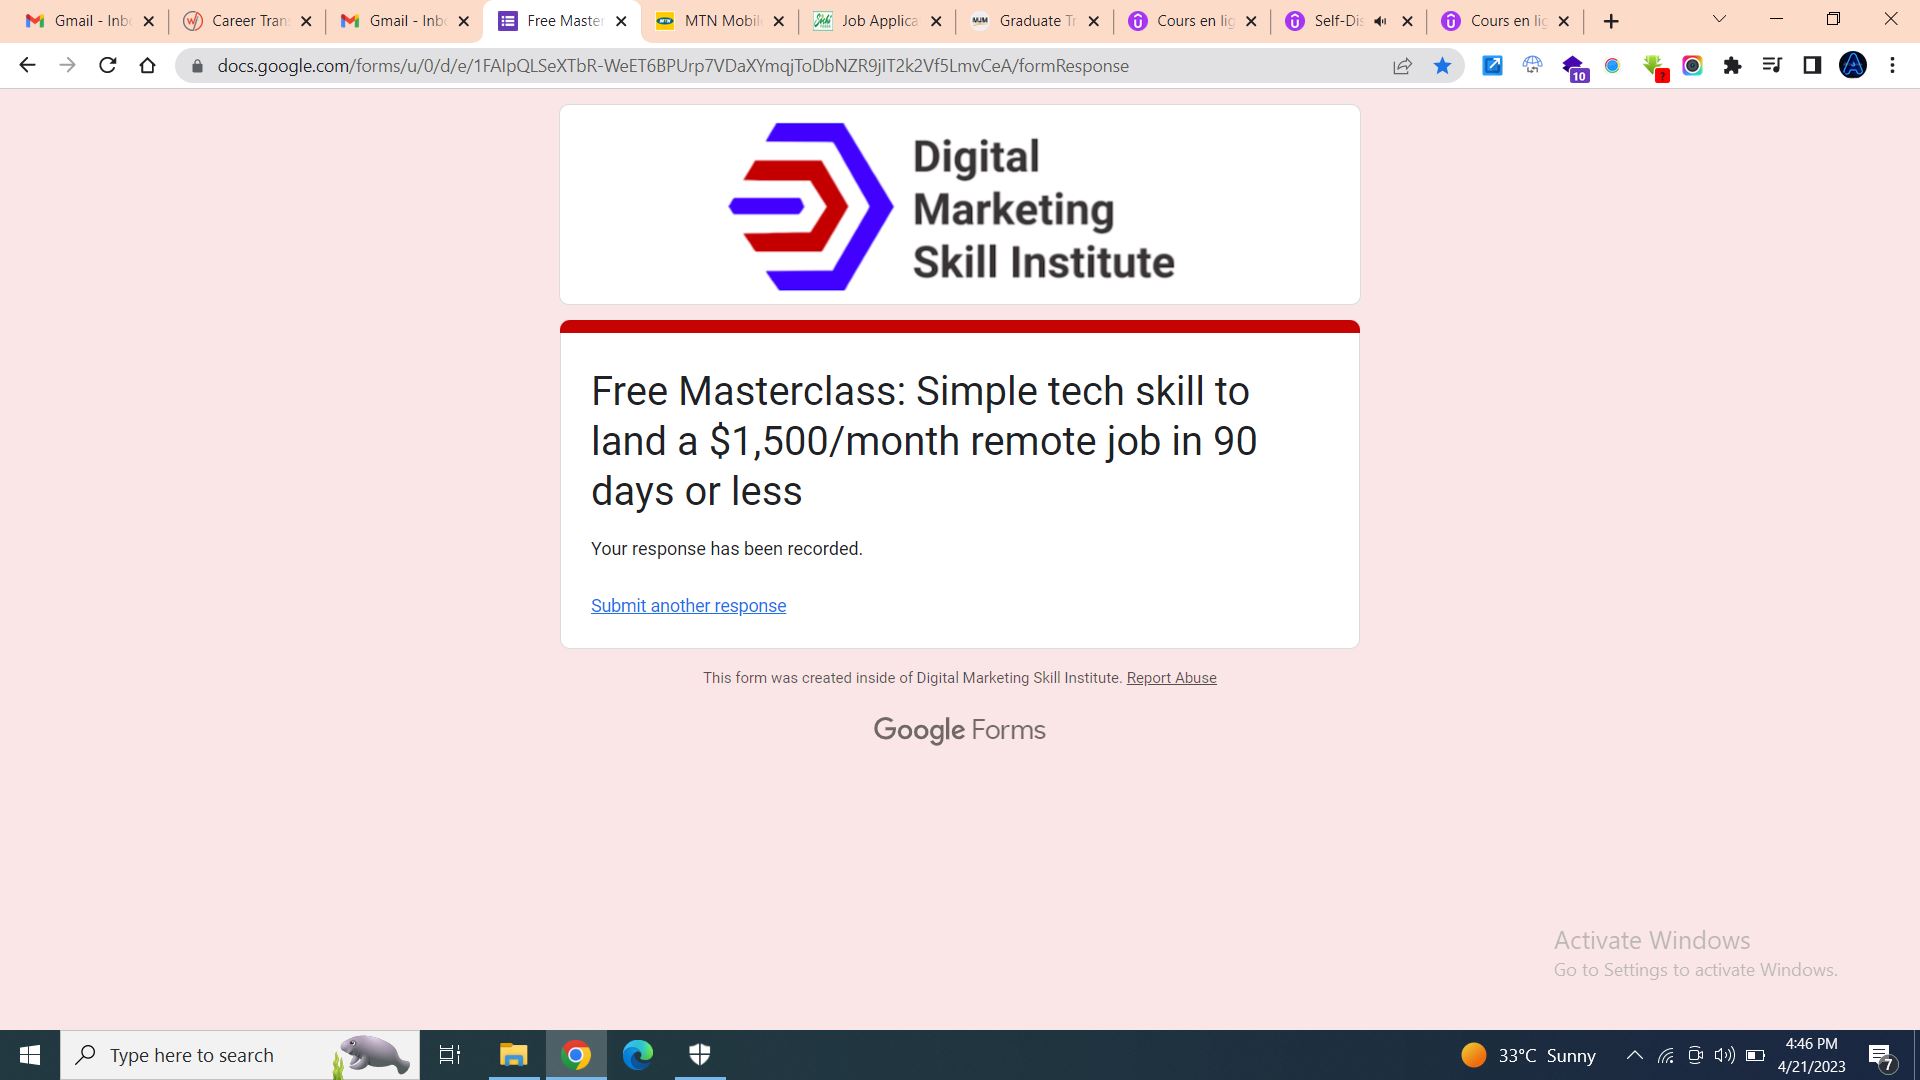 Gmail - Inbo
Career Tran
Gmail - Inbo
Free Master
MTN Mobil
Job Applica
MJM
Graduate Tr
Cours en lig
Self-Dis
Cours en lig
docs.google.com/forms/u/0/d/e/1FAIpQLSeXTbR-WeET6BPUrp7VDaXYmqjToDbNZR9jIT2k2Vf5LmvCeA/formResponse
10
?
Digital
Marketing
Skill Institute
Free Masterclass: Simple tech skill to
land a $1,500/month remote job in 90
days or less
Your response has been recorded.
Submit another response
This form was created inside of Digital Marketing Skill Institute. Report Abuse
Google Forms
Activate Windows
Go to Settings to activate Windows.
Type here to search
33°C Sunny
4:46 PM
4/21/2023
7